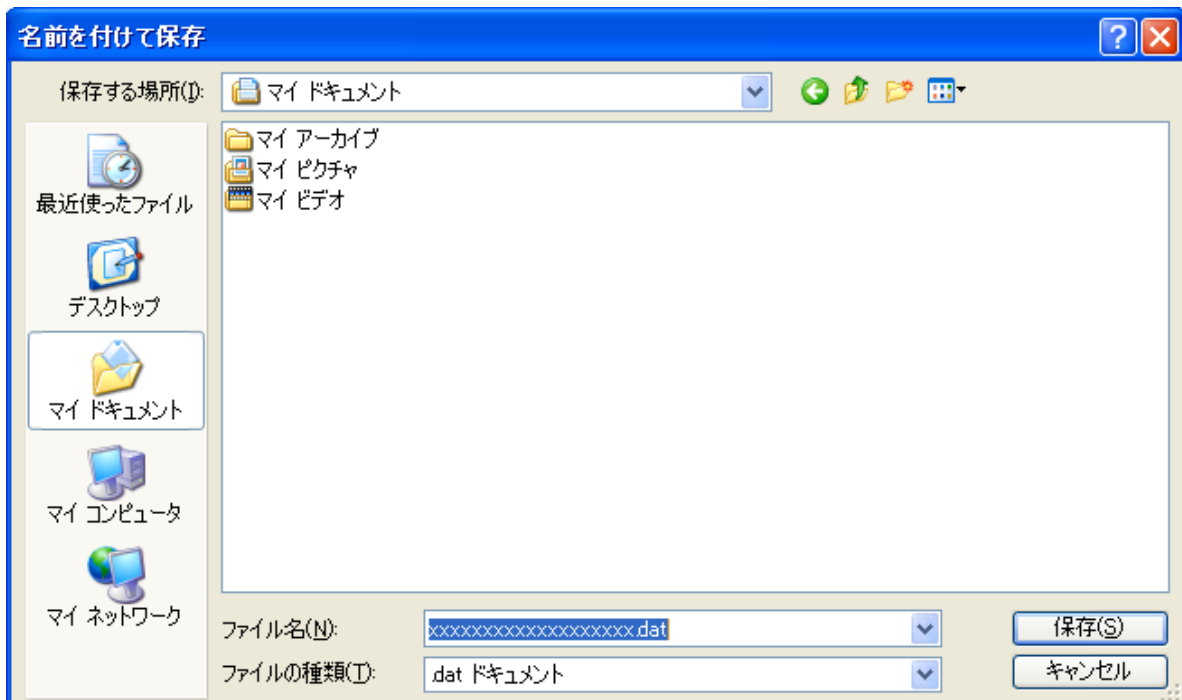 名前を付けて保存
保存する場所(I):
マイ ドキュメント
マイ アーカイブ
マイ ピクチャ
マイ ビデオ
最近使ったファイル
デスクトップ
マイ ドキュメント
マイ コンピュータ
マイ ネットワーク
ファイル名(N):
xxxxxxxxxxxxxxxxxxx.dat
保存(S)
ファイルの種類(T):
.dat ドキュメント
キャンセル